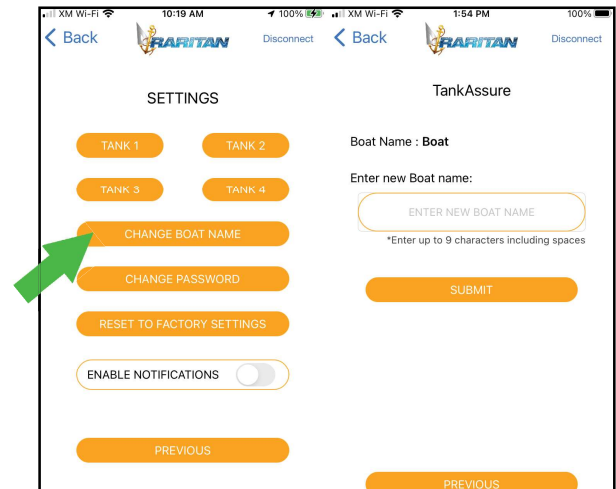 XM Wi-Fi 10:19 AM 100%
Back RARITAN Disconnect
SETTINGS
TANK 1 TANK 2
TANK 3 TANK 4
CHANGE BOAT NAME
CHANGE PASSWORD
RESET TO FACTORY SETTINGS
ENABLE NOTIFICATIONS
PREVIOUS
XM Wi-Fi 1:54 PM 100%
Back RARITAN Disconnect
TankAssure
Boat Name : Boat
Enter new Boat name:
ENTER NEW BOAT NAME
*Enter up to 9 characters including spaces
SUBMIT
PREVIOUS